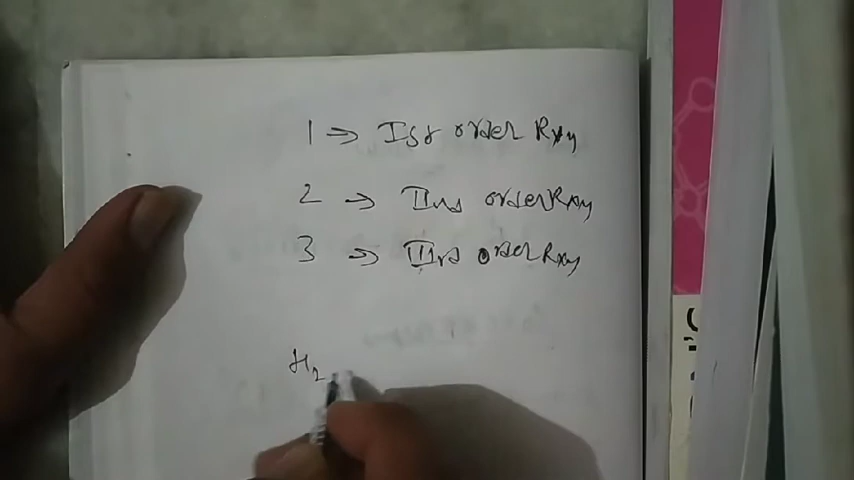 1 ⇒ Ist order Rxn
2 → IInd order Rxn
3 ⇒ IIIrd order Rxn
H₂